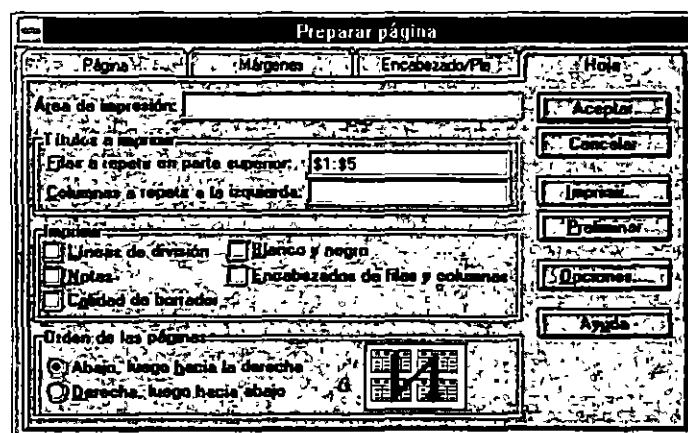 Preparar página
Página Márgenes Encabezado/Pie Hoja
Área de impresión:
Títulos a imprimir
Filas a repetir en parte superior: $1:$5
Columnas a repetir a la izquierda:
Imprimir
Líneas de división Blanco y negro
Notas Encabezados de filas y columnas
Calidad de borrador
Orden de las páginas
Abajo, luego hacia la derecha
Derecha, luego hacia abajo
Aceptar
Cancelar
Imprimir...
Preliminar
Opciones...
Ayuda